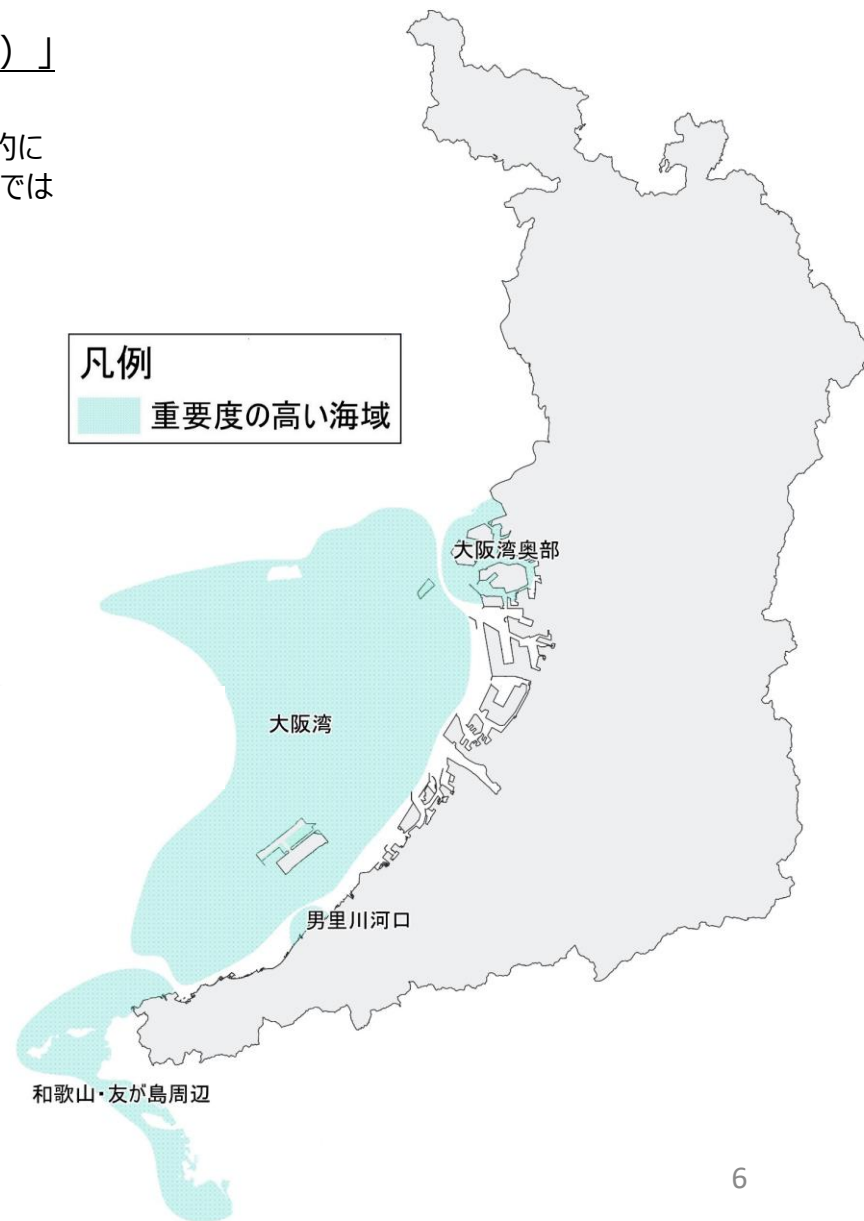 ）」
的に
では
凡例
重要度の高い海域
大阪湾奥部
大阪湾
男里川河口
和歌山・友が島周辺
6